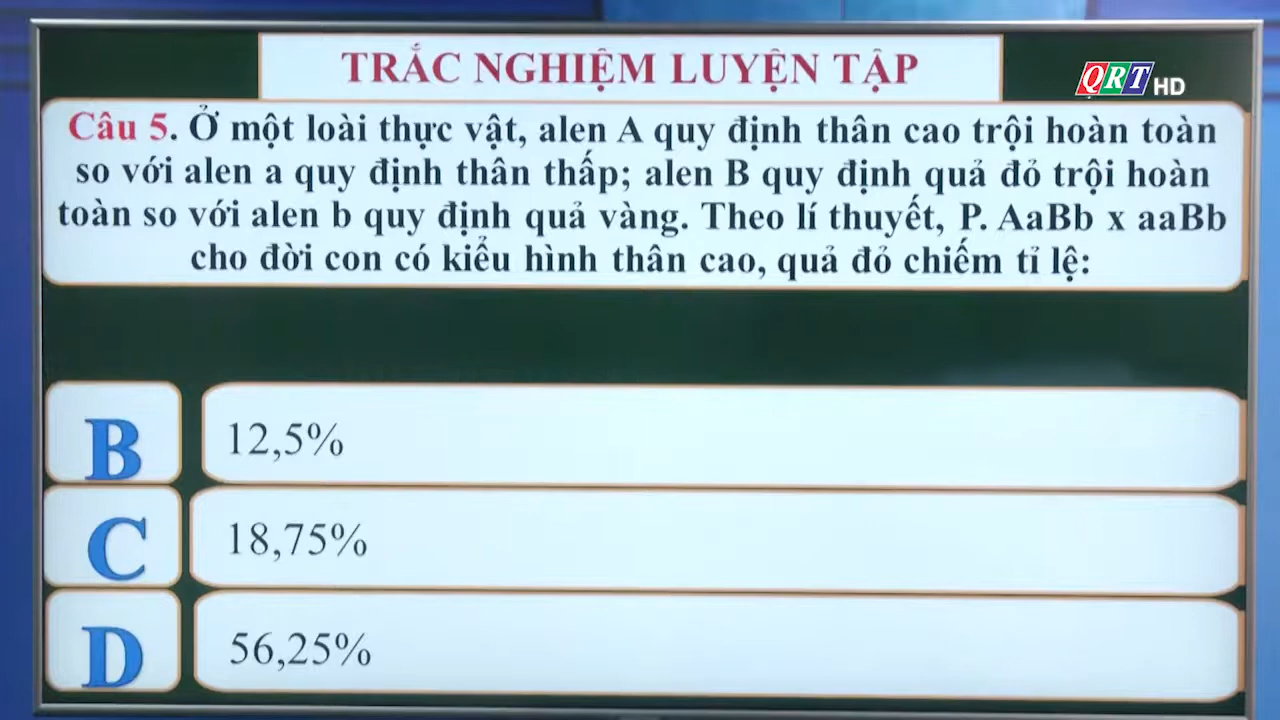 TRẮC NGHIỆM LUYỆN TẬP
QRT HD
Câu 5. Ở một loài thực vật, alen A quy định thân cao trội hoàn toàn
so với alen a quy định thân thấp; alen B quy định quả đỏ trội hoàn
toàn so với alen b quy định quả vàng. Theo lí thuyết, P. AaBb x aaBb
cho đời con có kiểu hình thân cao, quả đỏ chiếm tỉ lệ:
B 12,5%
C 18,75%
D 56,25%